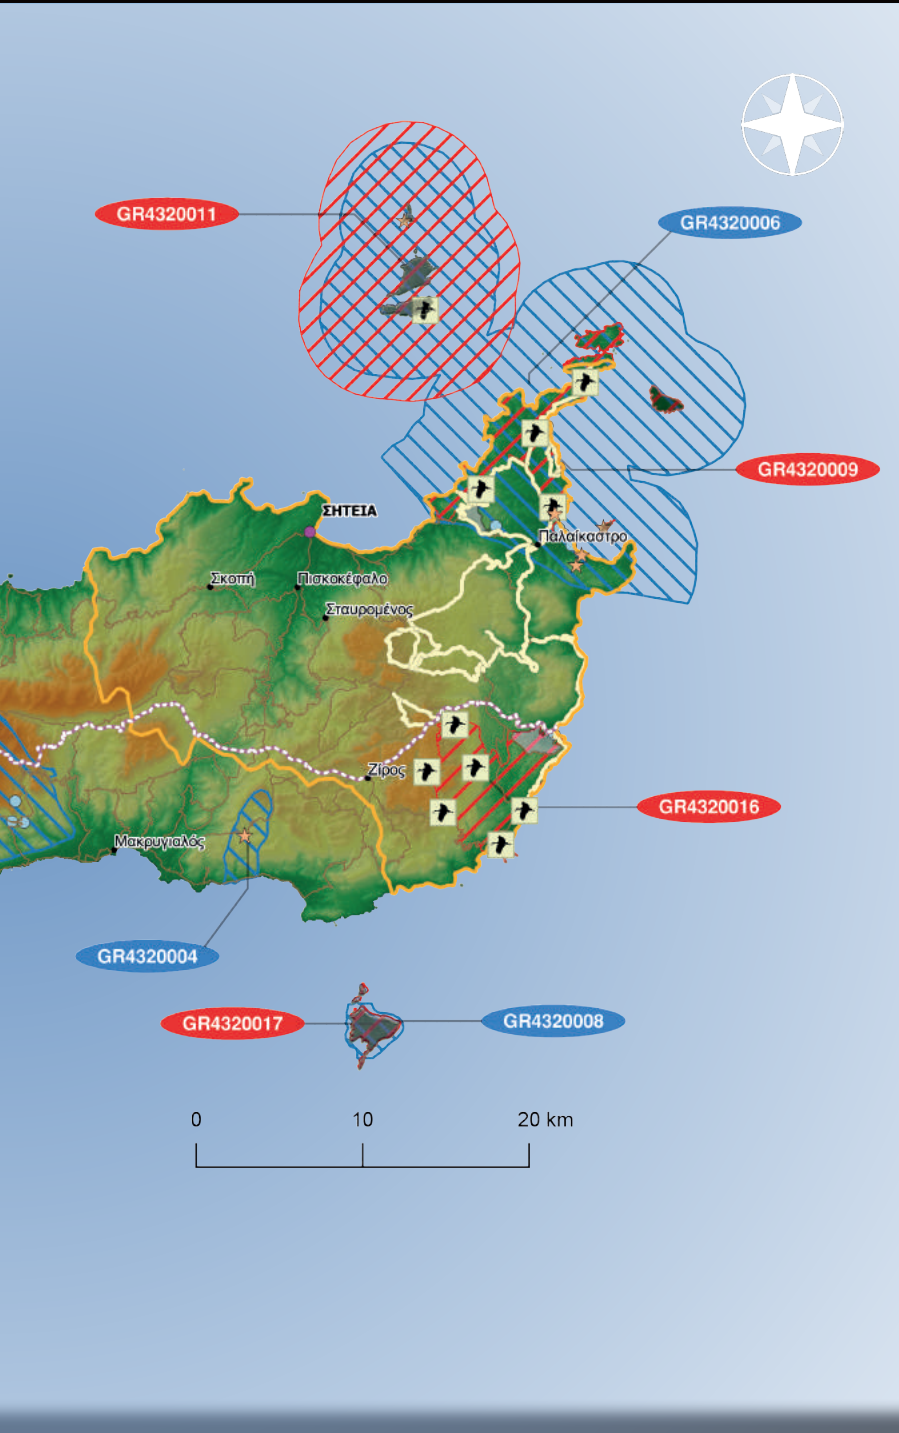 GR4320011
GR4320006
GR4320009
ΣΗΤΕΙΑ
Παλαίκαστρο
Σκοπή
Πισκοκέφαλο
Σταυρομένος
Ζίρος
GR4320016
Μακρυγιαλός
GR4320004
GR4320017
GR4320008
0 10 20 km